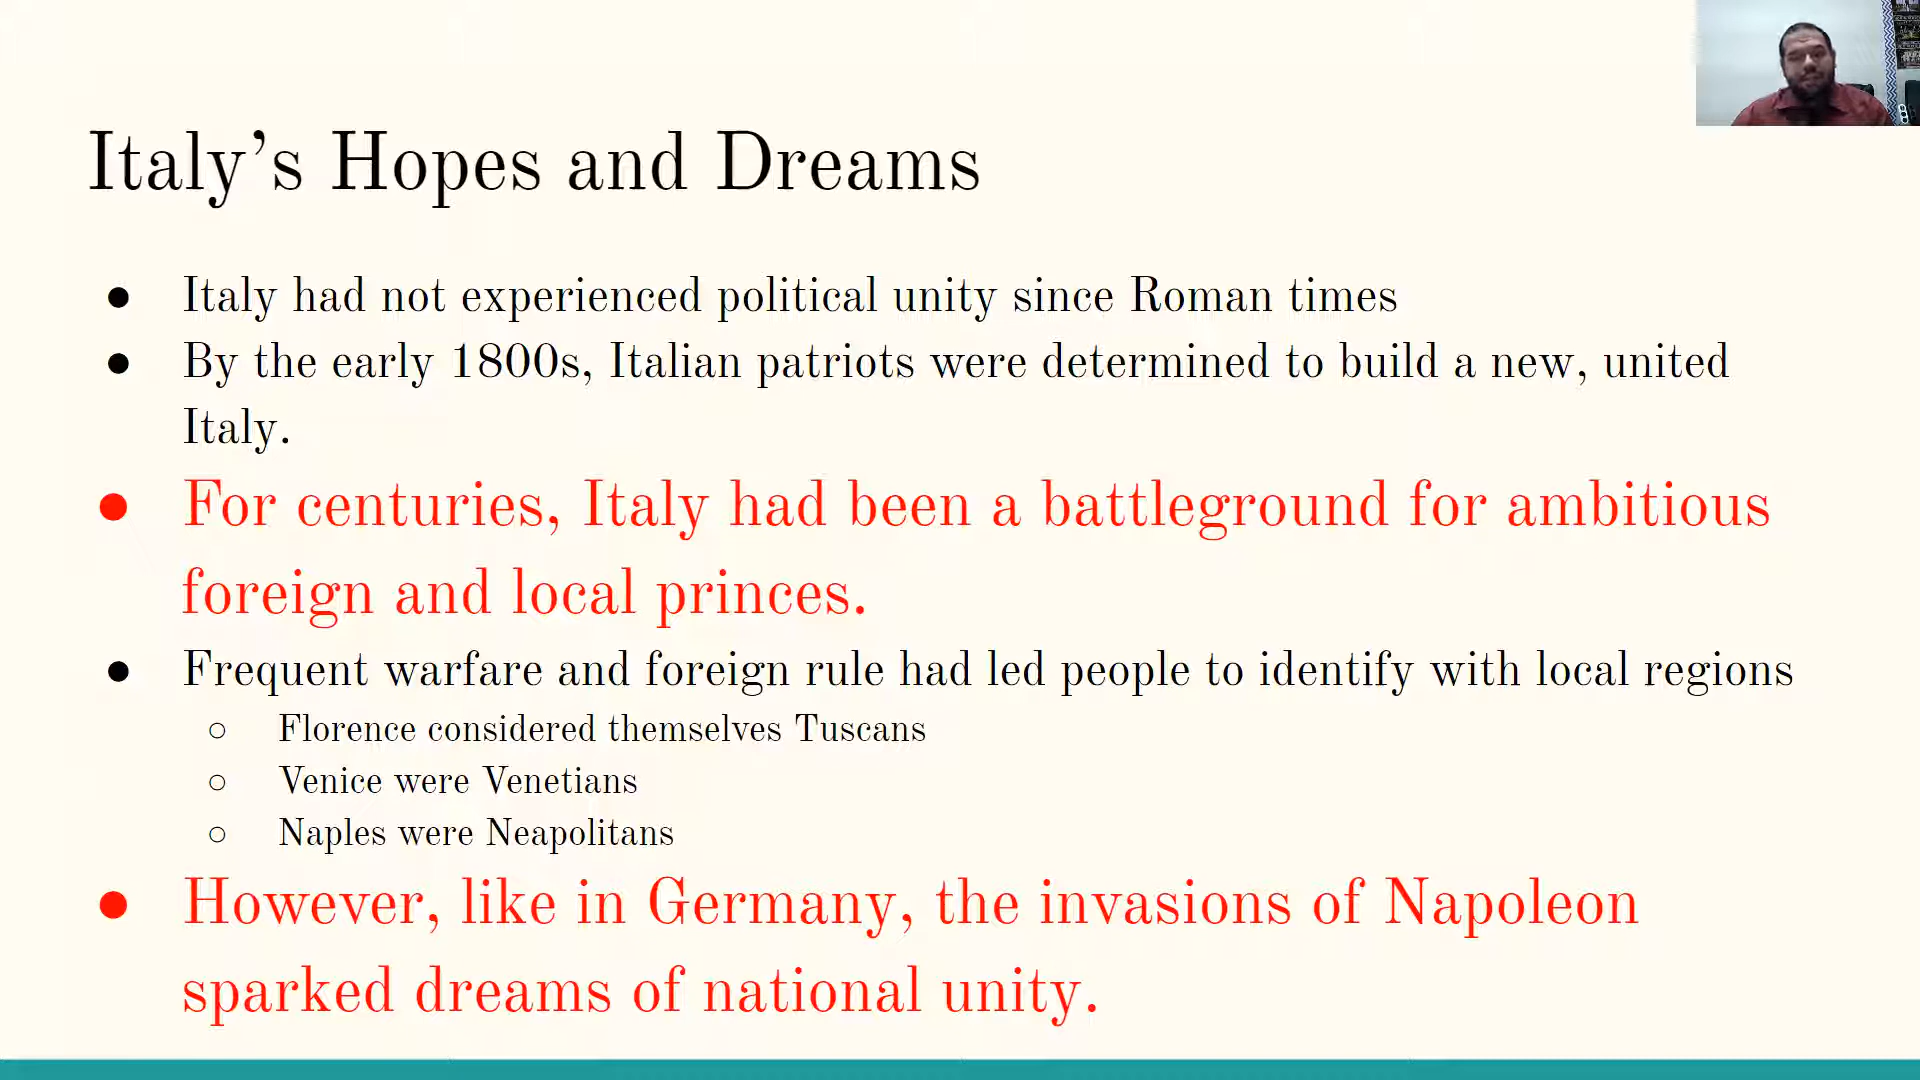 Italy’s Hopes and Dreams
● Italy had not experienced political unity since Roman times
● By the early 1800s, Italian patriots were determined to build a new, united
Italy.
● For centuries, Italy had been a battleground for ambitious
foreign and local princes.
● Frequent warfare and foreign rule had led people to identify with local regions
○ Florence considered themselves Tuscans
○ Venice were Venetians
○ Naples were Neapolitans
● However, like in Germany, the invasions of Napoleon
sparked dreams of national unity.